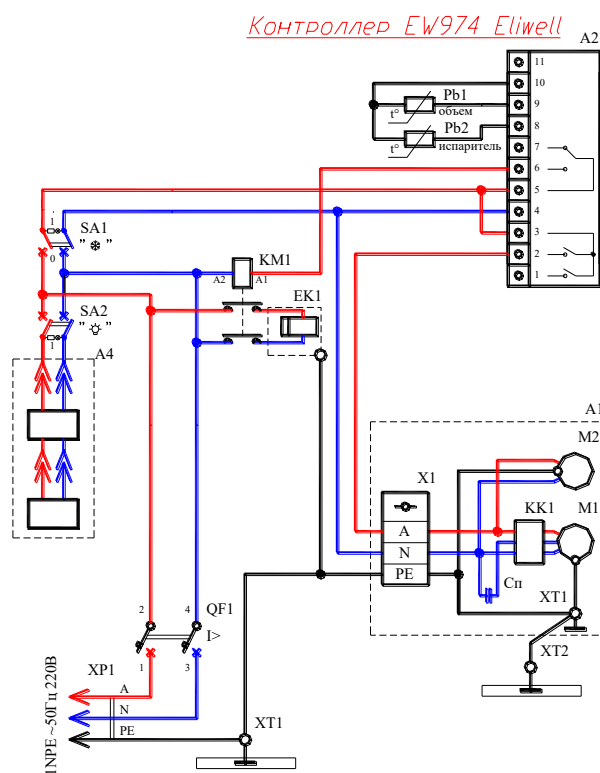 Контроллер EW974 Eliwell
A2
11
10
Pb1
t°
объем
9
Pb2
8
t°
испаритель
7
6
5
4
3
2
1
1
SA1
" ❄ "
0
KM1
A2
A1
EK1
SA2
" "
1
A4
A1
M2
X1
KK1
M1
A
N
PE
Сп
XT1
XT2
2
4
QF1
I>
1
3
XP1
A
N
PE
1NPE ~50Гц 220В
XT1